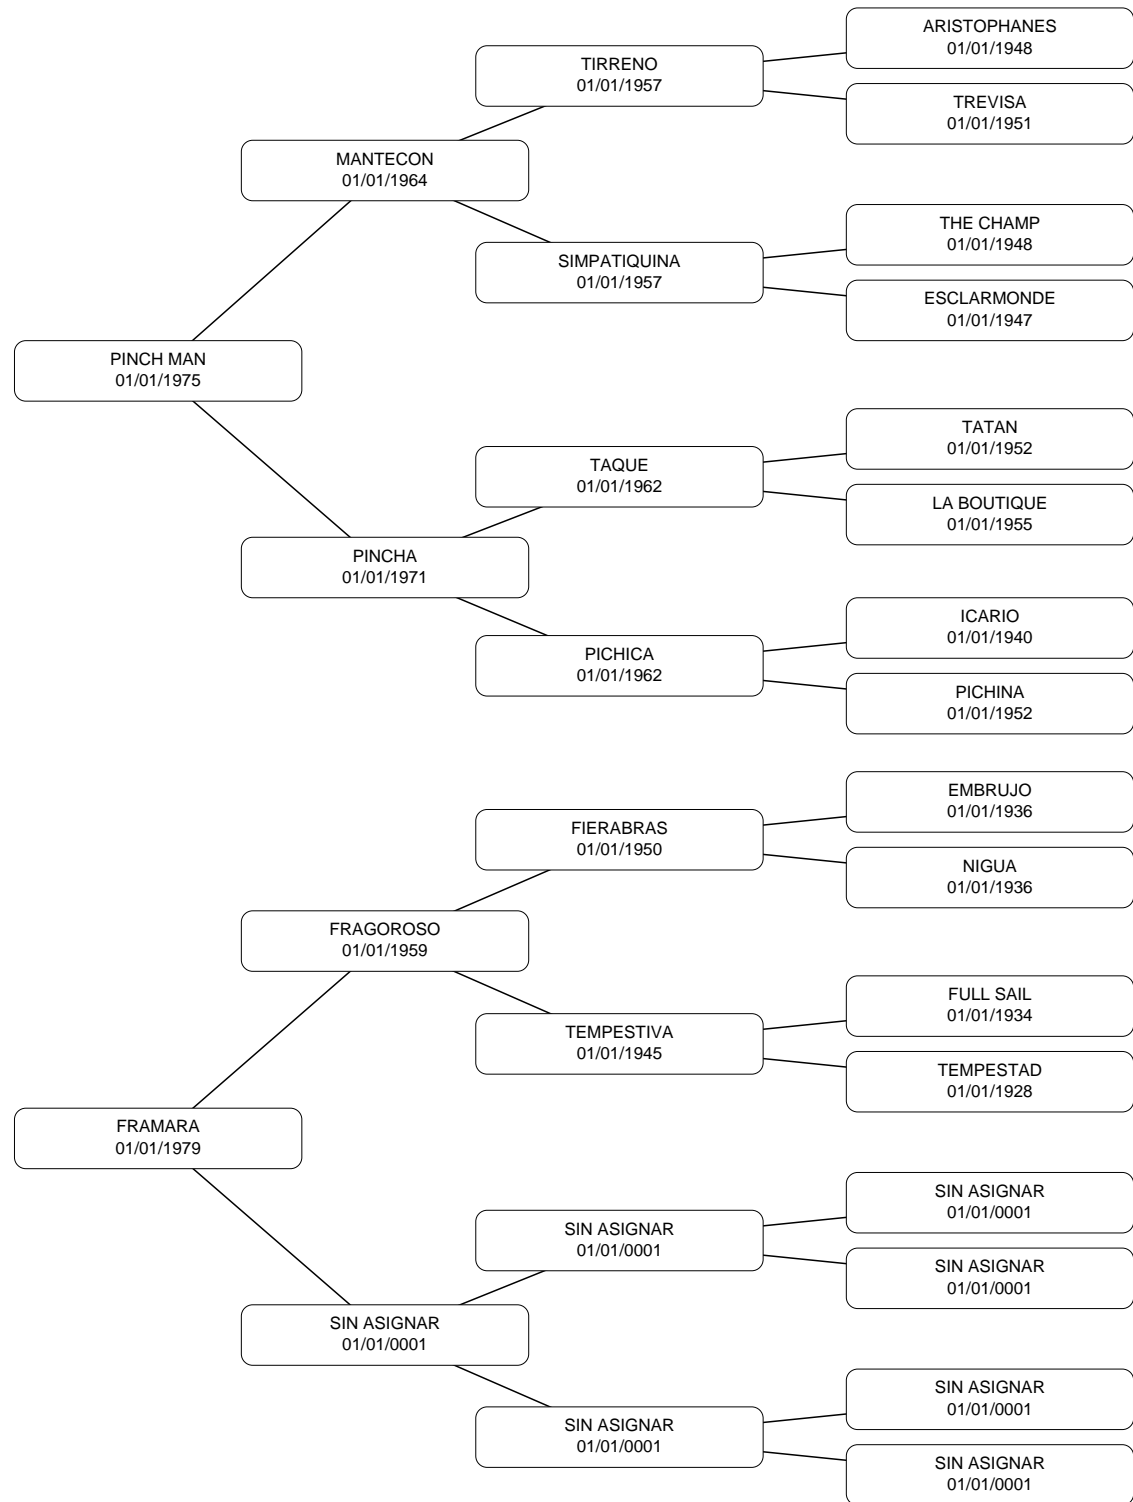 ARISTOPHANES
01/01/1948
TIRRENO
01/01/1957
TREVISA
01/01/1951
MANTECON
01/01/1964
THE CHAMP
01/01/1948
SIMPATIQUINA
01/01/1957
ESCLARMONDE
01/01/1947
PINCH MAN
01/01/1975
TATAN
01/01/1952
TAQUE
01/01/1962
LA BOUTIQUE
01/01/1955
PINCHA
01/01/1971
ICARIO
01/01/1940
PICHICA
01/01/1962
PICHINA
01/01/1952
EMBRUJO
01/01/1936
FIERABRAS
01/01/1950
NIGUA
01/01/1936
FRAGOROSO
01/01/1959
FULL SAIL
01/01/1934
TEMPESTIVA
01/01/1945
TEMPESTAD
01/01/1928
FRAMARA
01/01/1979
SIN ASIGNAR
01/01/0001
SIN ASIGNAR
01/01/0001
SIN ASIGNAR
01/01/0001
SIN ASIGNAR
01/01/0001
SIN ASIGNAR
01/01/0001
SIN ASIGNAR
01/01/0001
SIN ASIGNAR
01/01/0001